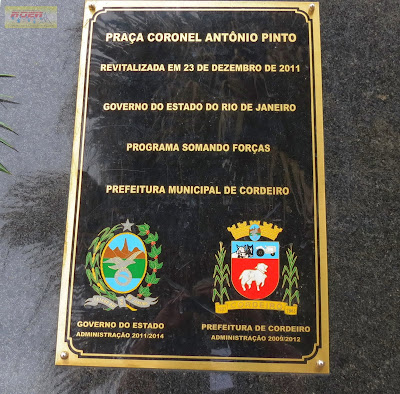 PRAÇA CORONEL ANTÔNIO PINTO
REVITALIZADA EM 23 DE DEZEMBRO DE 2011
GOVERNO DO ESTADO DO RIO DE JANEIRO
PROGRAMA SOMANDO FORÇAS
PREFEITURA MUNICIPAL DE CORDEIRO
GOVERNO DO ESTADO
ADMINISTRAÇÃO 2011/2014
PREFEITURA DE CORDEIRO
ADMINISTRAÇÃO 2009/2012